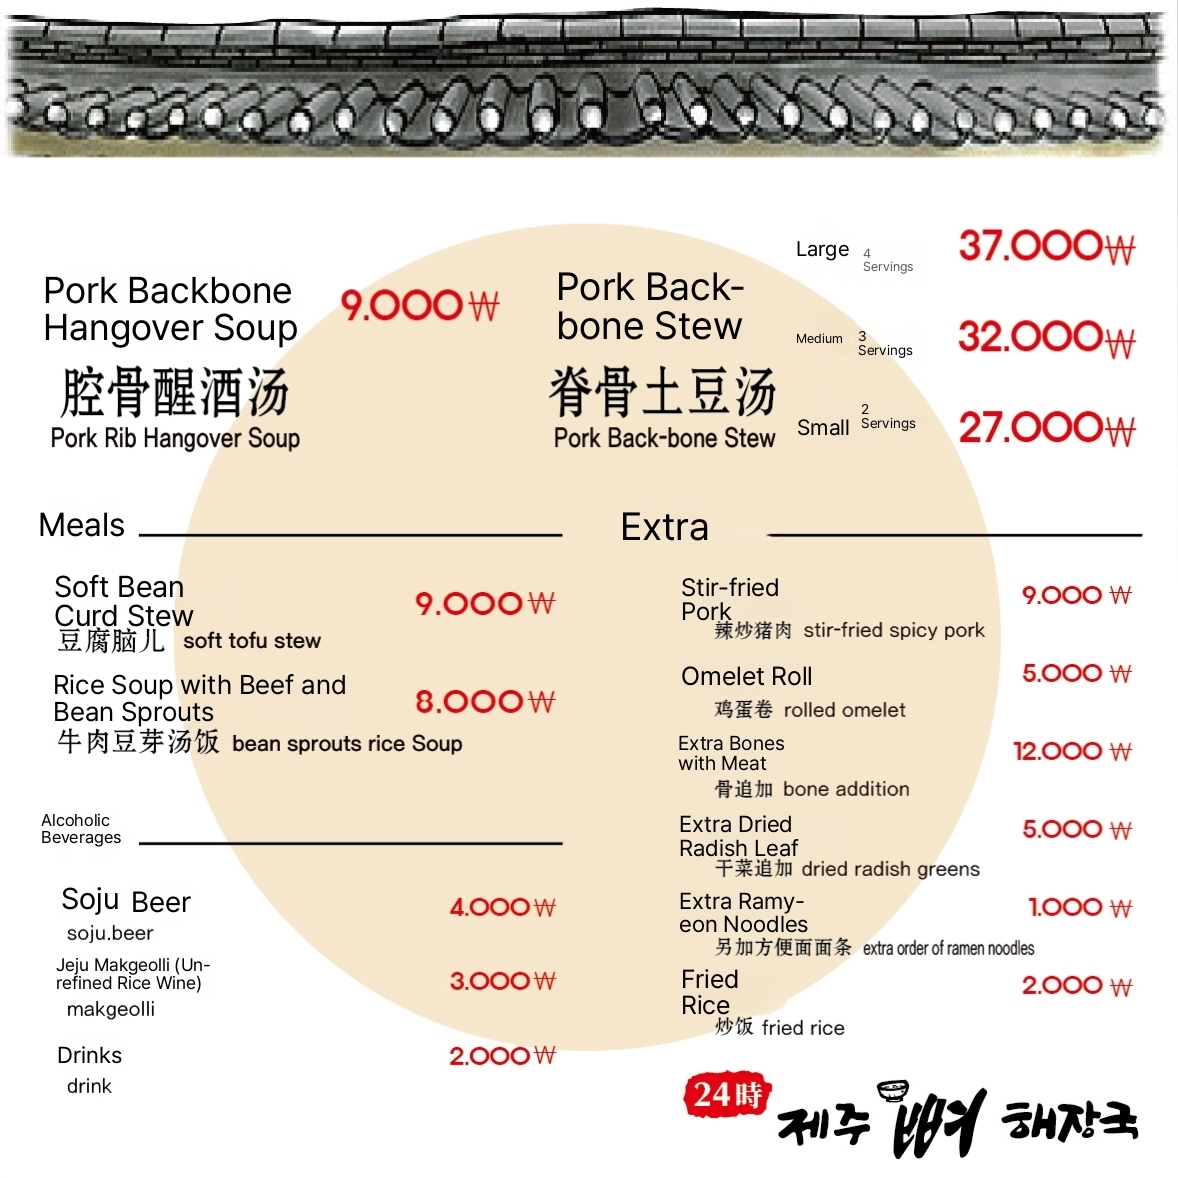 Large
4
Servings
37.000₩
Pork Backbone
Hangover Soup
9.000₩
Pork Back-
bone Stew
Medium
3
Servings
32.000₩
腔骨醒酒汤
Pork Rib Hangover Soup
脊骨土豆汤
Pork Back-bone Stew
Small
2
Servings
27.000₩
Meals
Soft Bean
Curd Stew
9.000₩
豆腐脑儿 soft tofu stew
Rice Soup with Beef and
Bean Sprouts
8.000₩
牛肉豆芽汤饭 bean sprouts rice Soup
Alcoholic
Beverages
Soju Beer 4.000₩
soju.beer
Jeju Makgeolli (Un-
refined Rice Wine)
3.000₩
makgeolli
Drinks 2.000₩
drink
Extra
Stir-fried
Pork
9.000 ₩
辣炒猪肉 stir-fried spicy pork
Omelet Roll 5.000 ₩
鸡蛋卷 rolled omelet
Extra Bones
with Meat
12.000 ₩
骨追加 bone addition
Extra Dried
Radish Leaf
5.000 ₩
干菜追加 dried radish greens
Extra Ramy-
eon Noodles
1.000 ₩
另加方便面面条 extra order of ramen noodles
Fried
Rice
2.000 ₩
炒饭 fried rice
24時 제주 뼈 해장국